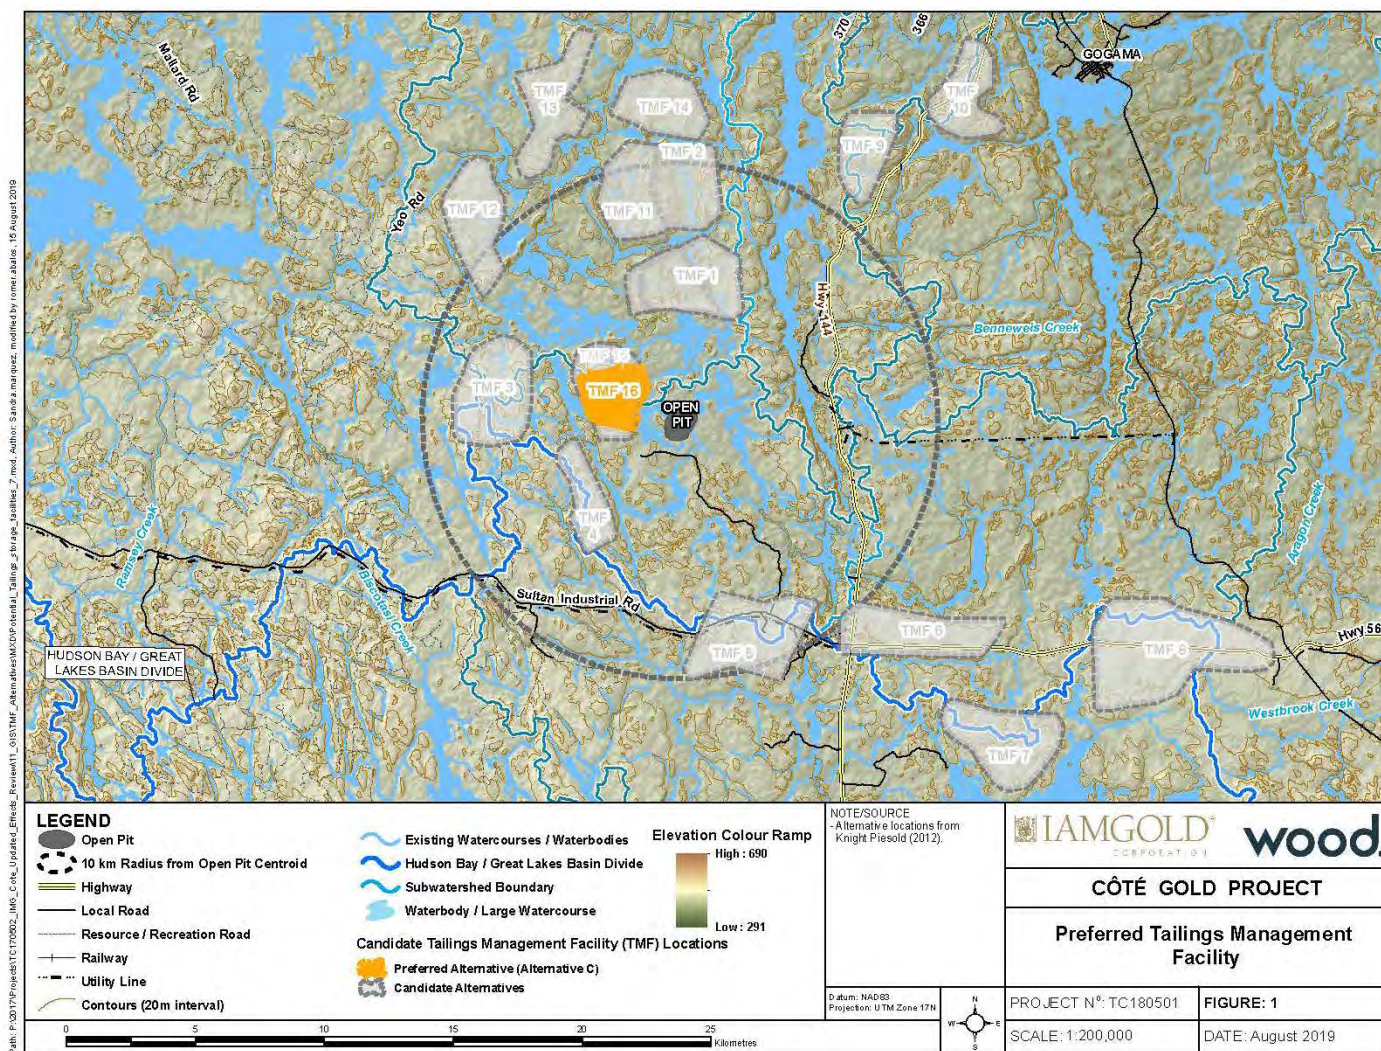 Mallard Rd
370
366
GOGAMA
TMF
13
TMF 14
TMF
10
TMF 2
TMF 9
TMF 12
Yeo Rd
TMF 11
TMF 1
Hwy 144
Benneweis Creek
TMF 15
TMF 3
TMF 16
OPEN
PIT
TMF
4
Ramsey Creek
Biscotasi Creek
Aragon Creek
Sultan Industrial Rd
TMF 5
TMF 6
TMF 8
Hwy 56
HUDSON BAY / GREAT
LAKES BASIN DIVIDE
Westbrook Creek
TMF 7
LEGEND
Open Pit
10 km Radius from Open Pit Centroid
Highway
Local Road
Resource / Recreation Road
Railway
Utility Line
Contours (20m interval)
Existing Watercourses / Waterbodies
Hudson Bay / Great Lakes Basin Divide
Subwatershed Boundary
Waterbody / Large Watercourse
Candidate Tailings Management Facility (TMF) Locations
Preferred Alternative (Alternative C)
Candidate Alternatives
Elevation Colour Ramp
High : 690
Low : 291
0 5 10 15 20 25
Kilometres
NOTE/SOURCE
- Alternative locations from
Knight Piesold (2012).
Datum: NAD83
Projection: UTM Zone 17N
N
W E
S
IAMGOLD®
CORPORATION
wood.
CÔTÉ GOLD PROJECT
Preferred Tailings Management
Facility
PROJECT Nº: TC180501
FIGURE: 1
SCALE: 1:200,000
DATE: August 2019